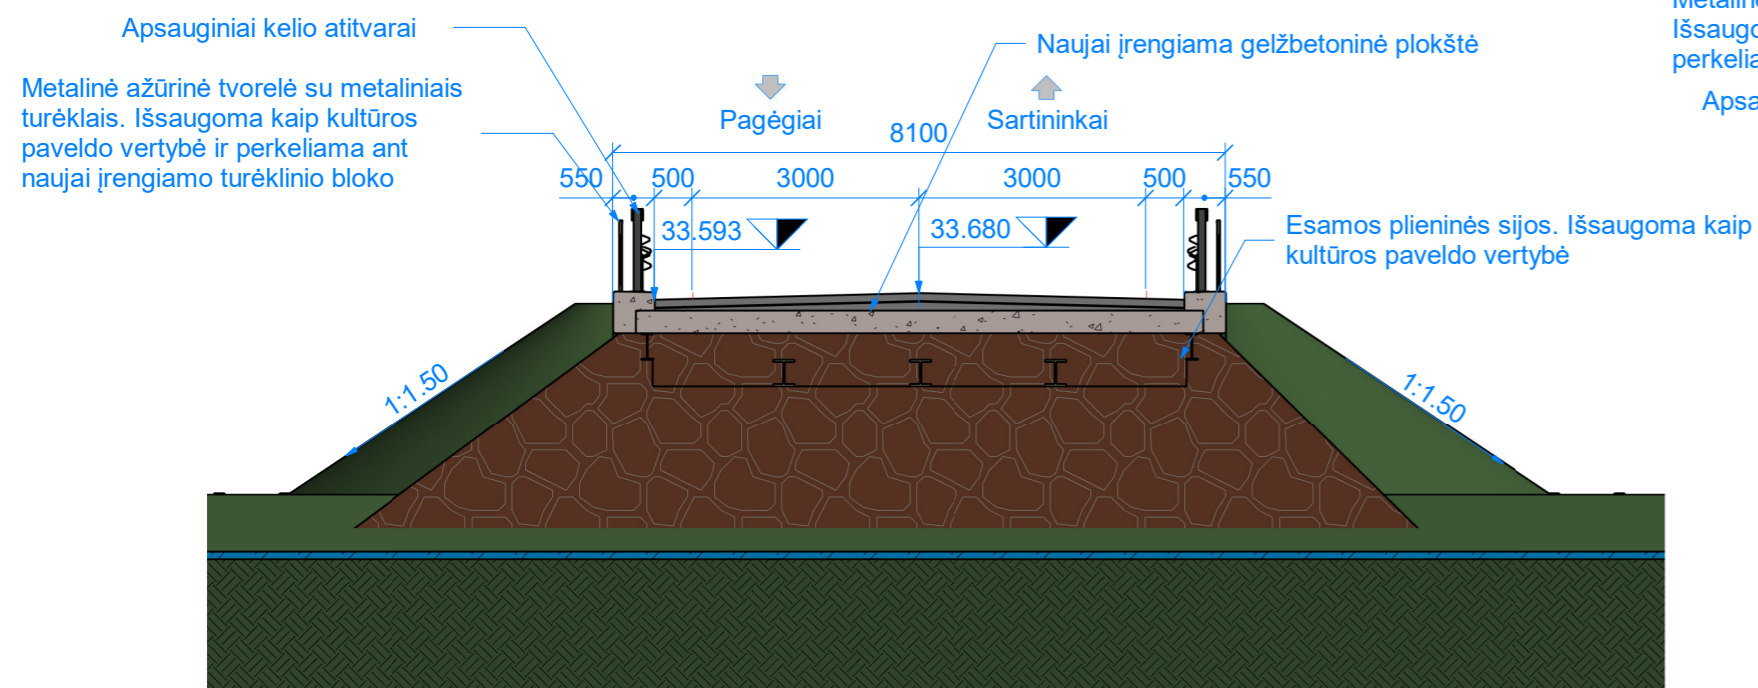 Apsauginiai kelio atitvarai
Metalinė ažūrinė tvorelė su metaliniais
turėklais. Išsaugoma kaip kultūros
paveldo vertybė ir perkeliama ant
naujai įrengiamo turėklinio bloko
Naujai įrengiama gelžbetoninė plokštė
Pagėgiai
Sartininkai
8100
550 500 3000 3000 500 550
33.593
33.680
Esamos plieninės sijos. Išsaugoma kaip
kultūros paveldo vertybė
1:1.50
1:1.50
Išsaugo
perkelia
Apsa